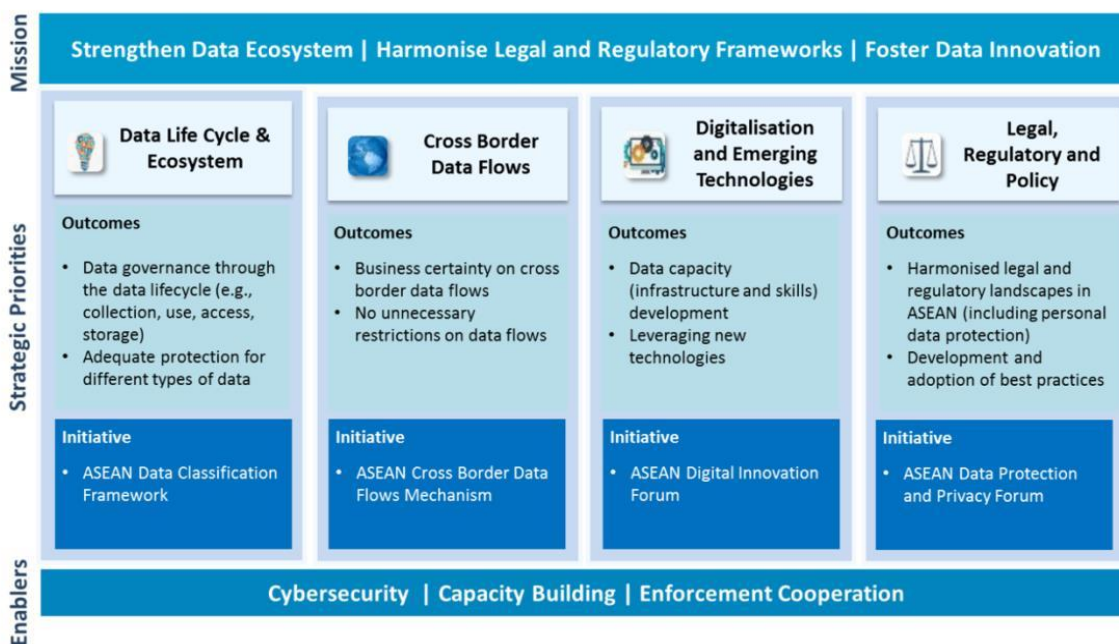 Mission
Strengthen Data Ecosystem | Harmonise Legal and Regulatory Frameworks | Foster Data Innovation
Strategic Priorities
Data Life Cycle &
Ecosystem
Outcomes
• Data governance through
the data lifecycle (e.g.,
collection, use, access,
storage)
• Adequate protection for
different types of data
Initiative
• ASEAN Data Classification
Framework
Cross Border
Data Flows
Outcomes
• Business certainty on cross
border data flows
• No unnecessary
restrictions on data flows
Initiative
• ASEAN Cross Border Data
Flows Mechanism
Digitalisation
and Emerging
Technologies
Outcomes
• Data capacity
(infrastructure and skills)
development
• Leveraging new
technologies
Initiative
• ASEAN Digital Innovation
Forum
Legal,
Regulatory and
Policy
Outcomes
• Harmonised legal and
regulatory landscapes in
ASEAN (including personal
data protection)
• Development and
adoption of best practices
Initiative
• ASEAN Data Protection
and Privacy Forum
Enablers
Cybersecurity | Capacity Building | Enforcement Cooperation